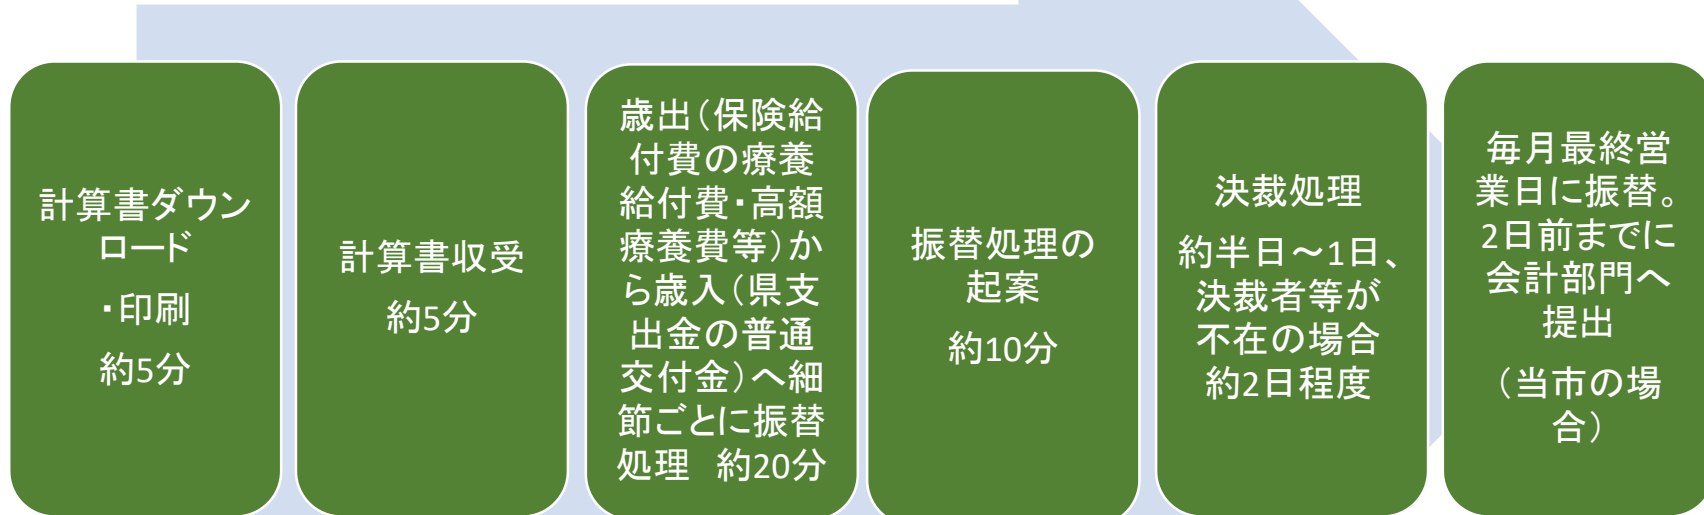 計算書ダウン
ロード
・印刷
約5分
計算書収受
約5分
歳出（保険給
付費の療養
給付費・高額
療養費等）か
ら歳入（県支
出金の普通
交付金）へ細
節ごとに振替
処理　約20分
振替処理の
起案
約10分
決裁処理
約半日～1日、
決裁者等が
不在の場合
約2日程度
毎月最終営
業日に振替。
2日前までに
会計部門へ
提出
（当市の場
合）